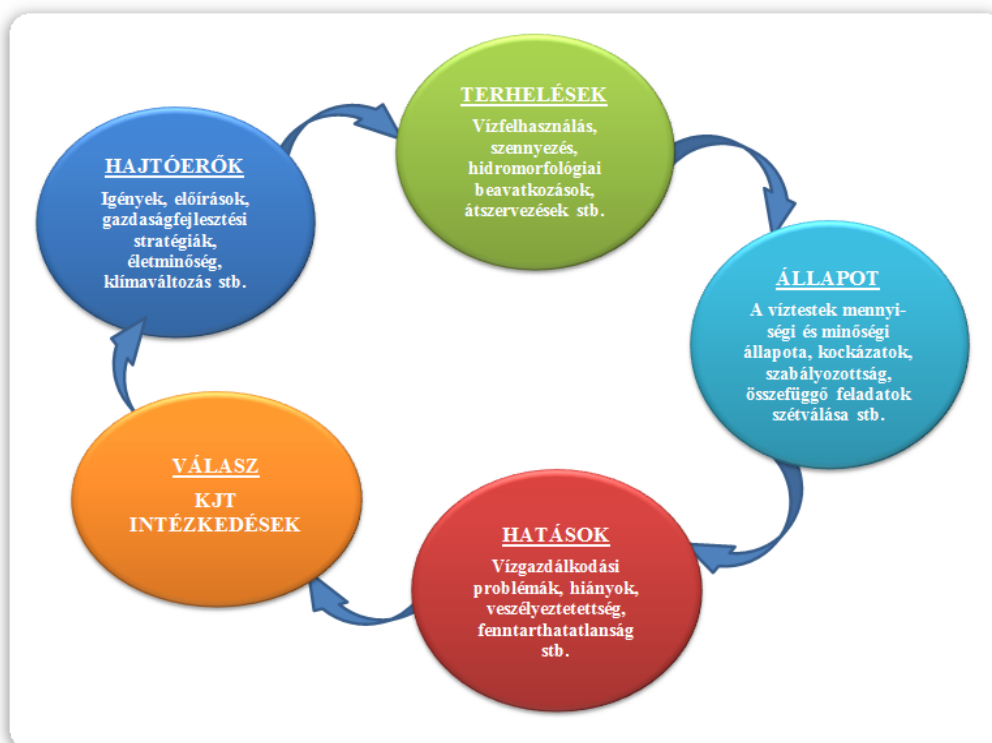 HAJTÓERŐK
Igények, előírások,
gazdaságfejlesztési
stratégiák,
életminőség,
klímaváltozás stb.
TERHELÉSEK
Vízfelhasználás,
szennyezés,
hidromorfológiai
beavatkozások,
átszervezések stb.
ÁLLAPOT
A víztestek mennyi-
ségi és minőségi
állapota, kockázatok,
szabályozottság,
összefüggő feladatok
szétválása stb.
HATÁSOK
Vízgazdálkodási
problémák, hiányok,
veszélyeztetettség,
fenntarthatatlanság
stb.
VÁLASZ
KJT
INTÉZKEDÉSEK